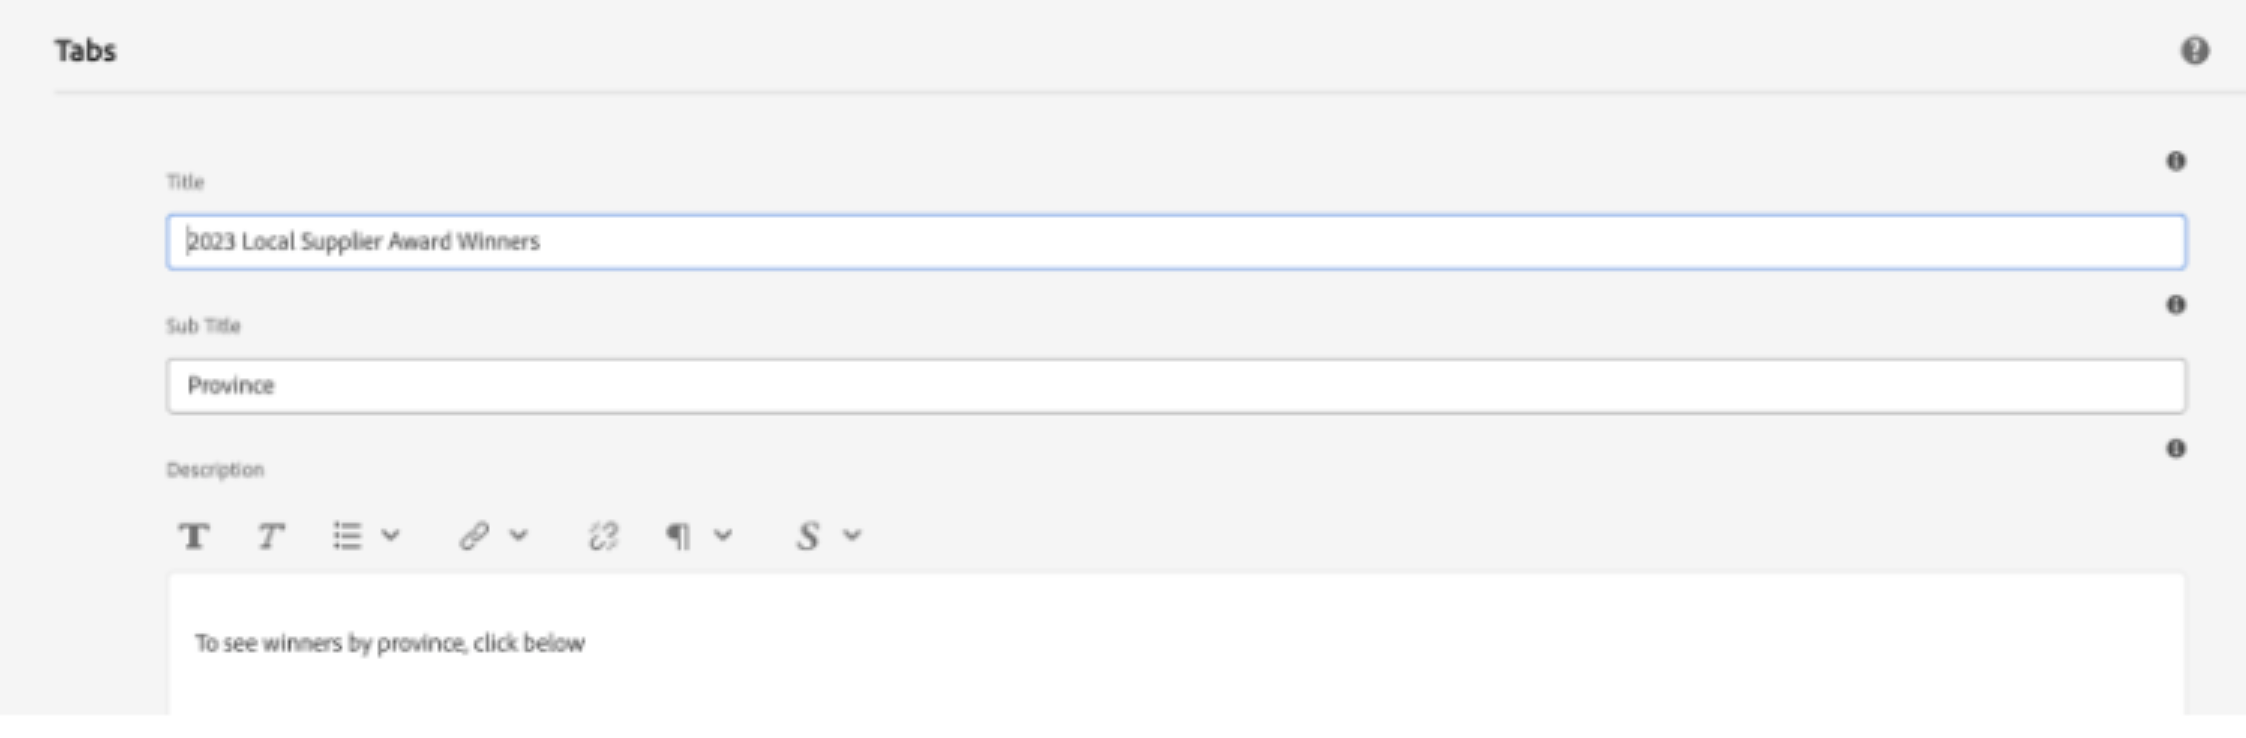 Tabs
Title
2023 Local Supplier Award Winners
Sub Title
Province
Description
To see winners by province, click below